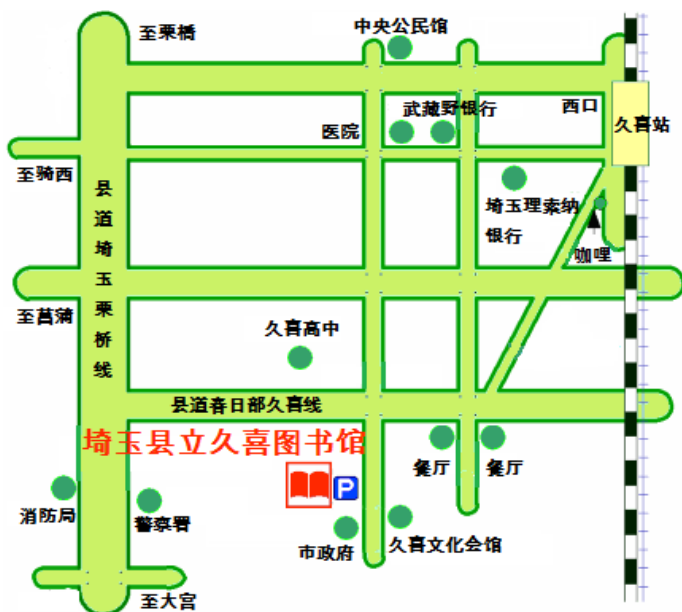 至栗橋
中央公民馆
武藏野银行
医院
西口
久喜站
至骑西
县道埼玉栗桥线
埼玉理索纳
银行
咖哩
至菖蒲
久喜高中
县道春日部久喜线
埼玉县立久喜图书馆
餐厅
餐厅
P
消防局
警察署
市政府
久喜文化会馆
至大宫